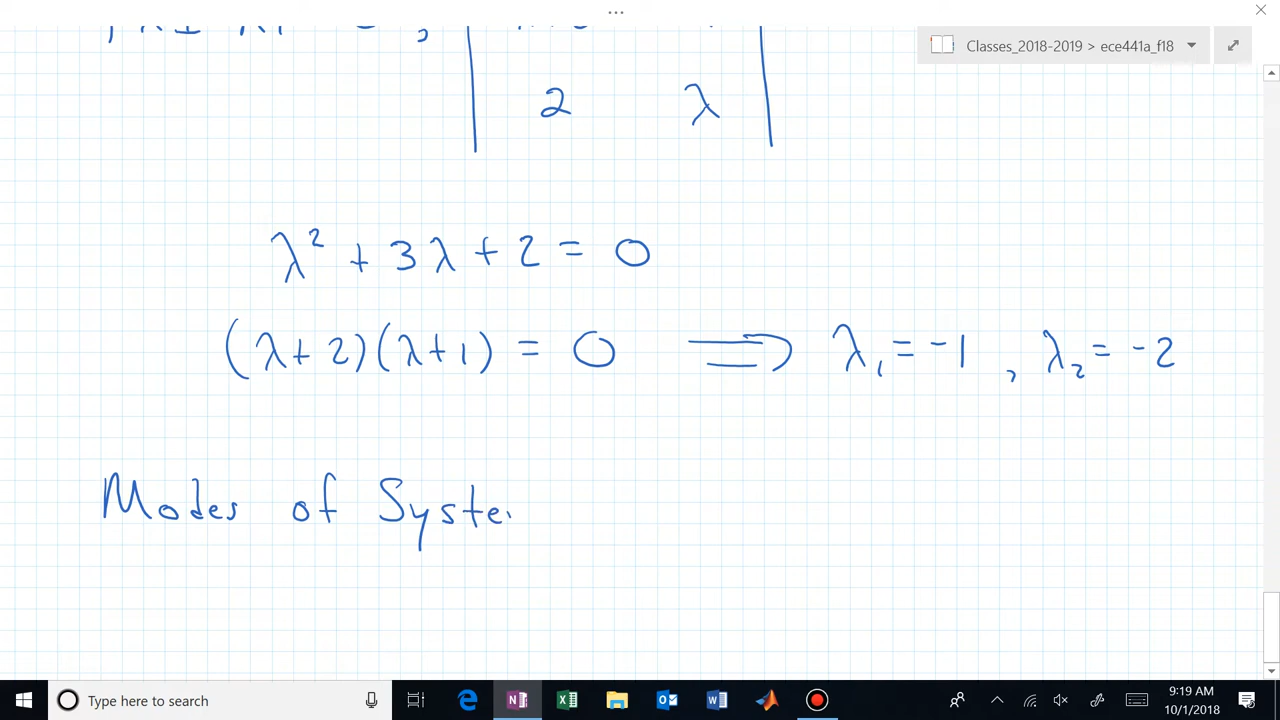 Classes_2018-2019 > ece441a_f18
2 λ
λ² + 3λ + 2 = 0
(λ + 2)(λ + 1) = 0 ⟹ λ₁ = -1 , λ₂ = -2
Modes of Syste
Type here to search
9:19 AM
10/1/2018